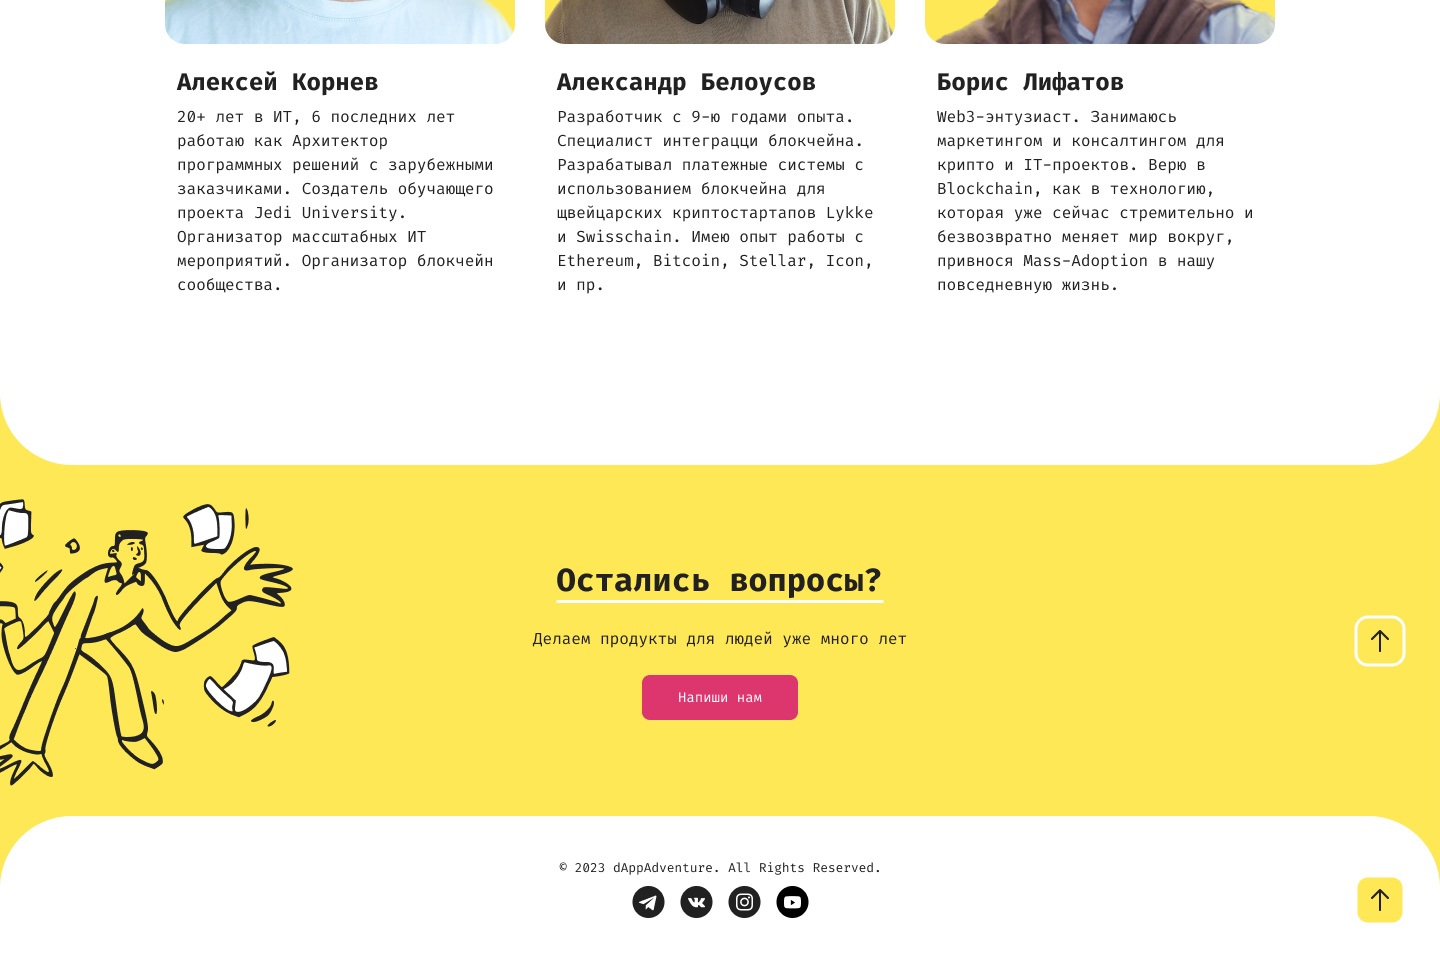 Алексей Корнев
20+ лет в ИТ, 6 последних лет
работаю как Архитектор
программных решений с зарубежными
заказчиками. Создатель обучающего
проекта Jedi University.
Организатор массштабных ИТ
мероприятий. Организатор блокчейн
сообщества.
Александр Белоусов
Разработчик с 9-ю годами опыта.
Специалист интеграцци блокчейна.
Разрабатывал платежные системы с
использованием блокчейна для
щвейцарских криптостартапов Lykke
и Swisschain. Имею опыт работы с
Ethereum, Bitcoin, Stellar, Icon,
и пр.
Борис Лифатов
Web3-энтузиаст. Занимаюсь
маркетингом и консалтингом для
крипто и IT-проектов. Верю в
Blockchain, как в технологию,
которая уже сейчас стремительно и
безвозвратно меняет мир вокруг,
привнося Mass-Adoption в нашу
повседневную жизнь.
Остались вопросы?
Делаем продукты для людей уже много лет
Напиши нам
© 2023 dAppAdventure. All Rights Reserved.